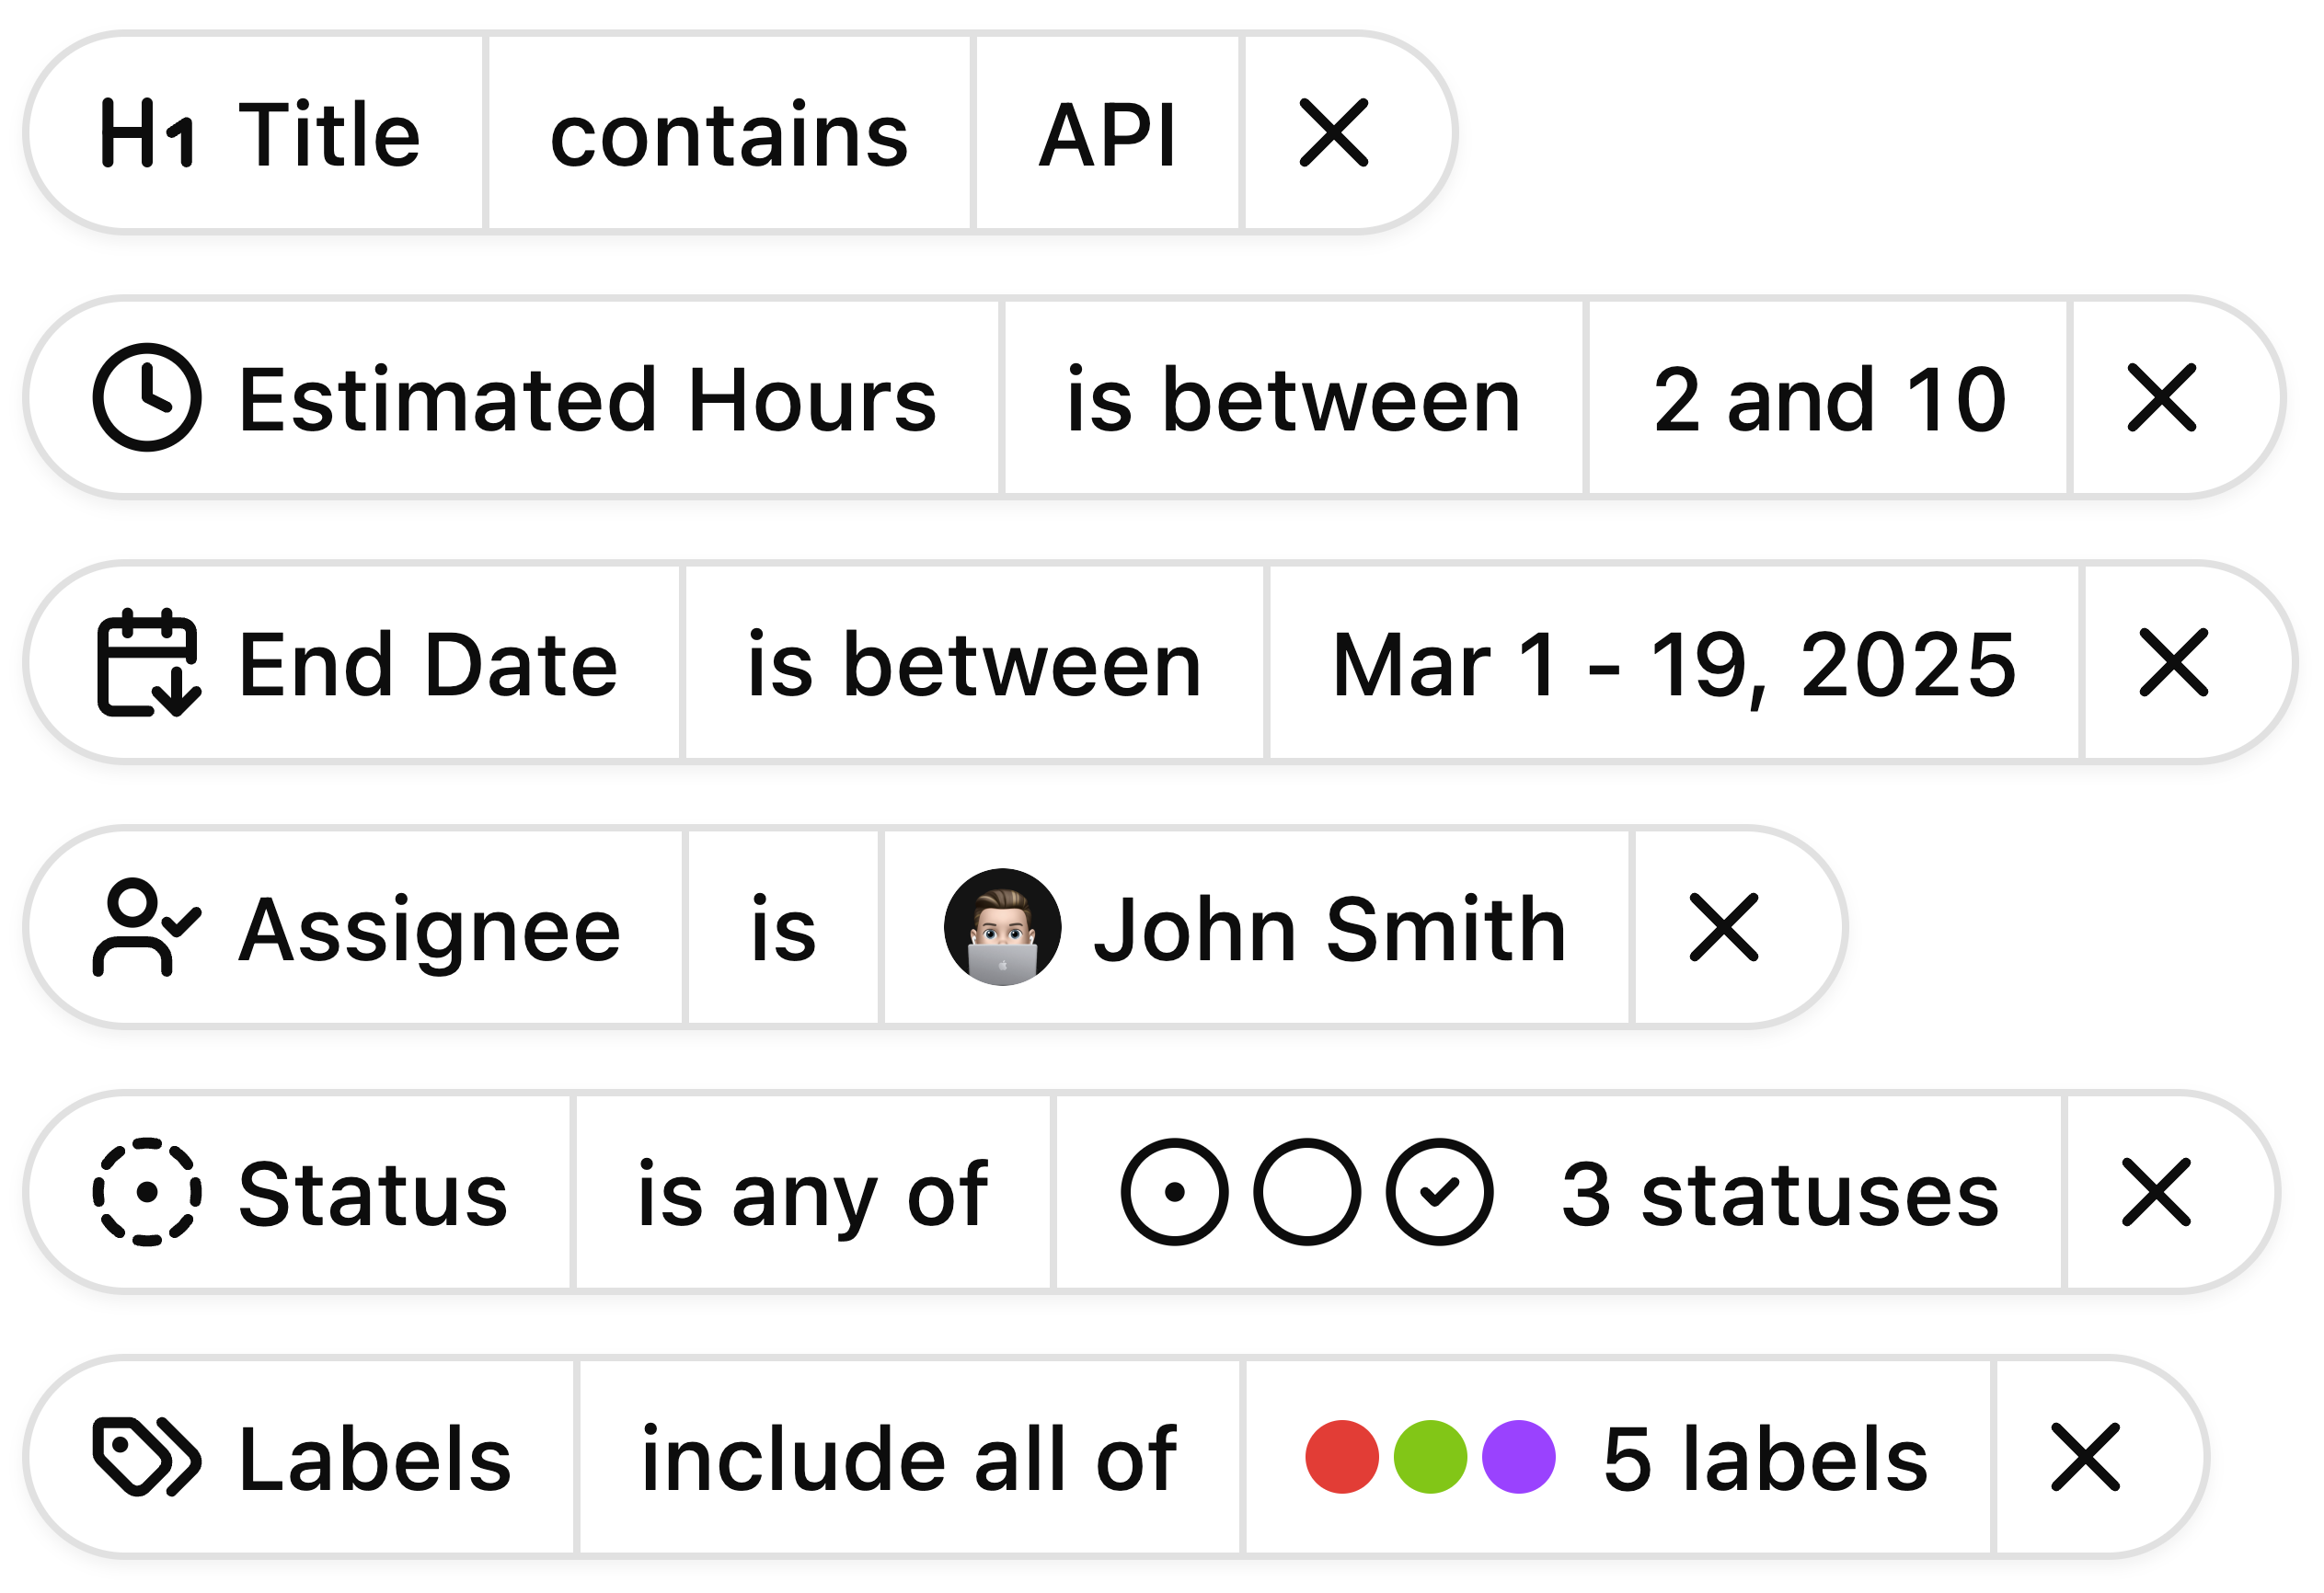 H1 Title contains API
Estimated Hours is between 2 and 10
End Date is between Mar 1 - 19, 2025
Assignee is John Smith
Status is any of 3 statuses
Labels include all of 5 labels